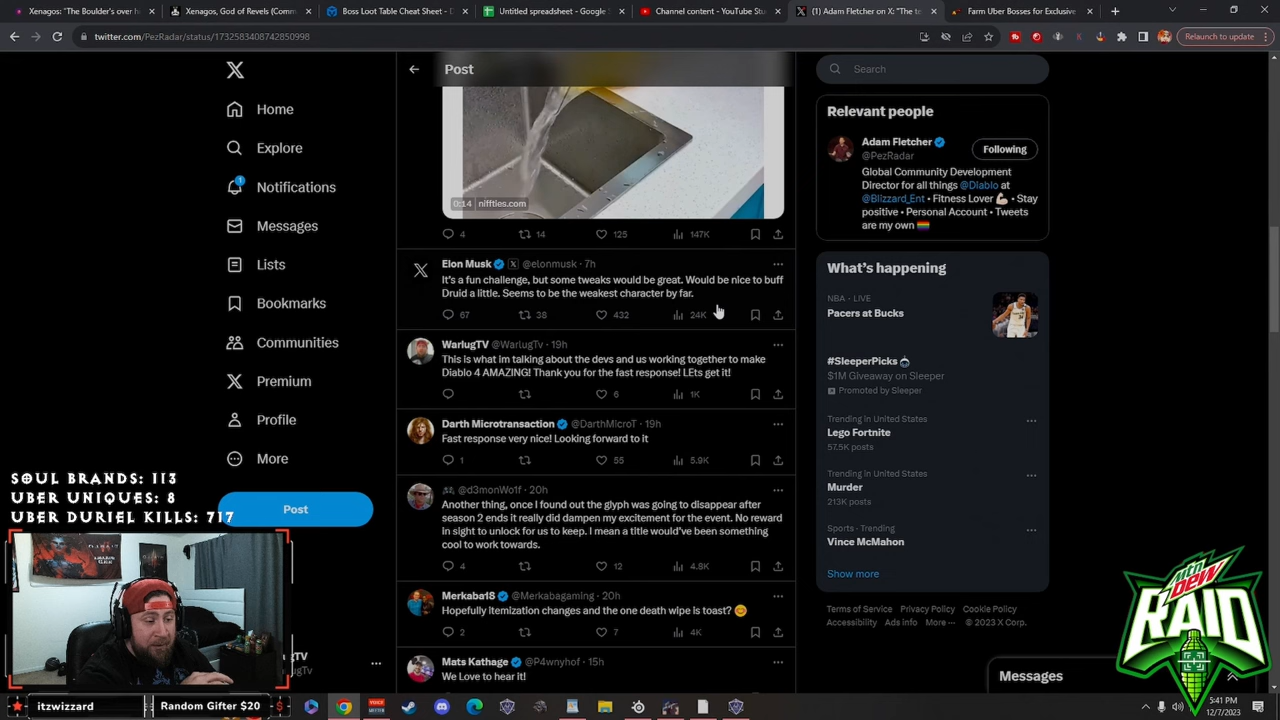 Xenagos: "The Boulder's over ha
Xenagos, God of Revels (Comm
Boss Loot Table Cheat Sheet - D
Untitled spreadsheet - Google S
Channel content - YouTube Stu
(1) Adam Fletcher on X: "The ta
Farm Uber Bosses for Exclusive
twitter.com/PezRadar/status/1732583408742850998
Relaunch to update
Home
Explore
1
Notifications
Messages
Lists
Bookmarks
Communities
Premium
Profile
More
Post
Post
0:14 niffties.com
4 14 125 147K
Elon Musk @elonmusk · 7h
It's a fun challenge, but some tweaks would be great. Would be nice to buff
Druid a little. Seems to be the weakest character by far.
67 38 432 24K
WarlugTV @WarlugTv · 19h
This is what Im talking about the devs and us working together to make
Diablo 4 AMAZING! Thank you for the fast response! LEts get it!
6 1K
Darth Microtransaction @DarthMicroT · 19h
Fast response very nice! Looking forward to it
1 55 5.9K
@d3monWo1f · 20h
Another thing, once I found out the glyph was going to disappear after
season 2 ends it really did dampen my excitement for the event. No reward
in sight to unlock for us to keep. I mean a title would've been something
cool to work towards.
4 12 4.8K
Merkaba18 @Merkabagaming · 20h
Hopefully Itemization changes and the one death wipe is toast?
2 7 4K
Mats Kathage @P4wnyhof · 15h
We Love to hear it!
Search
Relevant people
Adam Fletcher
@PezRadar
Following
Global Community Development
Director for all things @Diablo at
@Blizzard_Ent • Fitness Lover • Stay
positive • Personal Account • Tweets
are my own
What's happening
NBA · LIVE
Pacers at Bucks
#SleeperPicks
$1M Giveaway on Sleeper
Promoted by Sleeper
Trending in United States
Lego Fortnite
57.5K posts
Trending in United States
Murder
213K posts
Sports · Trending
Vince McMahon
Show more
Terms of Service Privacy Policy Cookie Policy
Accessibility Ads info More ··· © 2023 X Corp.
Messages
SOUL BRANDS: 113
UBER UNIQUES: 8
UBER DURIEL KILLS: 717
TV
lugTv
itzwizzard
Random Gifter $20
mtn DEW
RAID
5:41 PM
12/7/2023